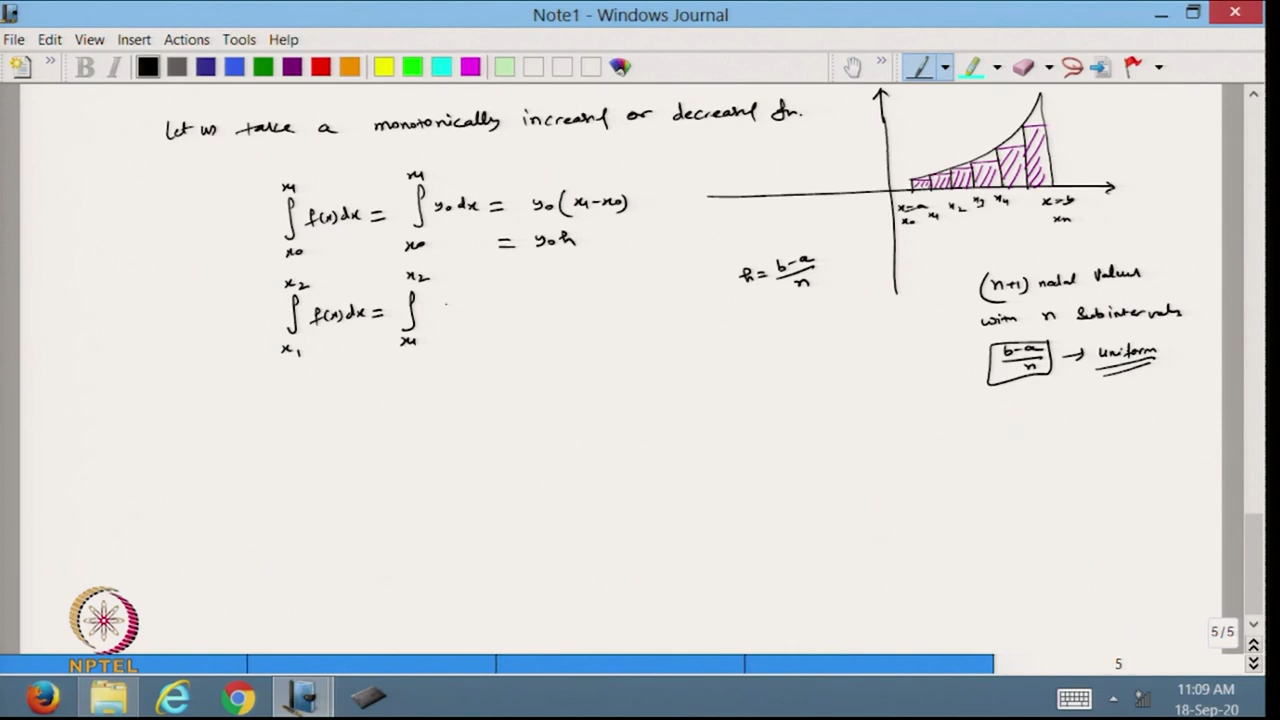 Note1 - Windows Journal
File Edit View Insert Actions Tools Help
Let us take a monotonically increasing or decreasing fn.
∫_{x0}^{x1} f(x)dx = ∫_{x0}^{x1} y0 dx = y0 (x1-x0)
= y0 h
∫_{x1}^{x2} f(x)dx = ∫_{x1}^{x2}
x=a x1 x2 x3 x4 x=b
x0 xn
h = b-a/n
(n+1) nodal values
with n subintervals
b-a/n → uniform
5/5
NPTEL
5
11:09 AM
18-Sep-20